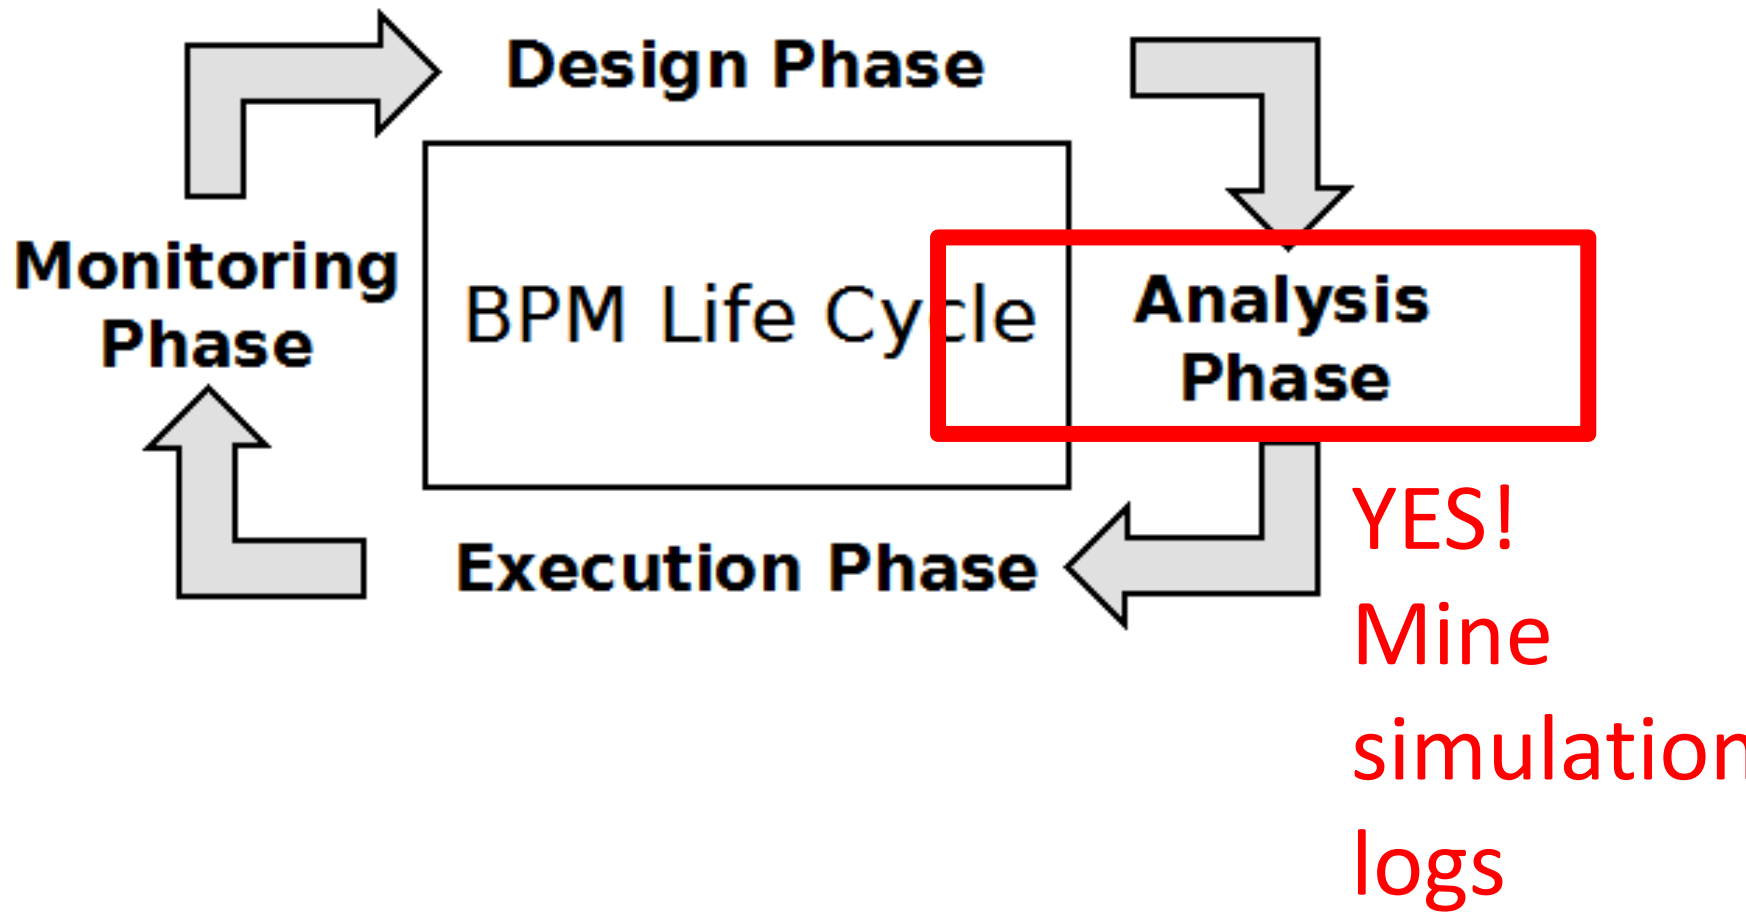 Design Phase
Monitoring
Phase
BPM Life Cycle
Analysis
Phase
Execution Phase
YES!
Mine
simulation
logs